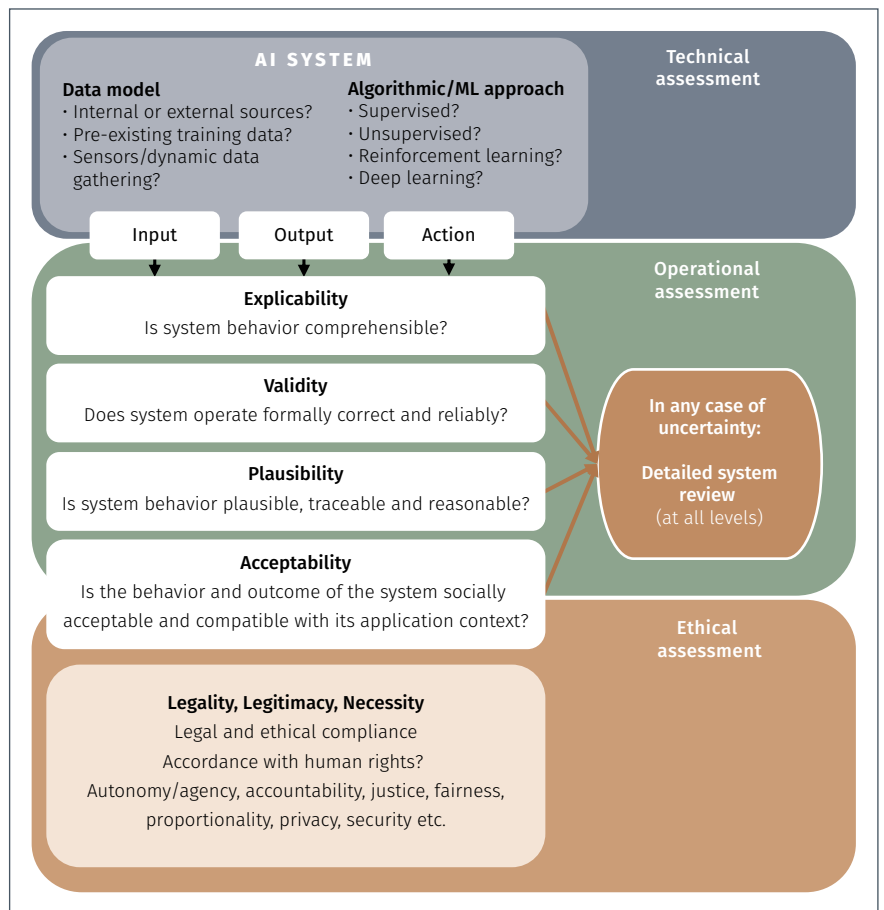 AI SYSTEM
Data model
· Internal or external sources?
· Pre-existing training data?
· Sensors/dynamic data
gathering?
Algorithmic/ML approach
· Supervised?
· Unsupervised?
· Reinforcement learning?
· Deep learning?
Technical
assessment
Input
Output
Action
Operational
assessment
Explicability
Is system behavior comprehensible?
Validity
Does system operate formally correct and reliably?
Plausibility
Is system behavior plausible, traceable and reasonable?
Acceptability
Is the behavior and outcome of the system socially
acceptable and compatible with its application context?
In any case of
uncertainty:
Detailed system
review
(at all levels)
Ethical
assessment
Legality, Legitimacy, Necessity
Legal and ethical compliance
Accordance with human rights?
Autonomy/agency, accountability, justice, fairness,
proportionality, privacy, security etc.